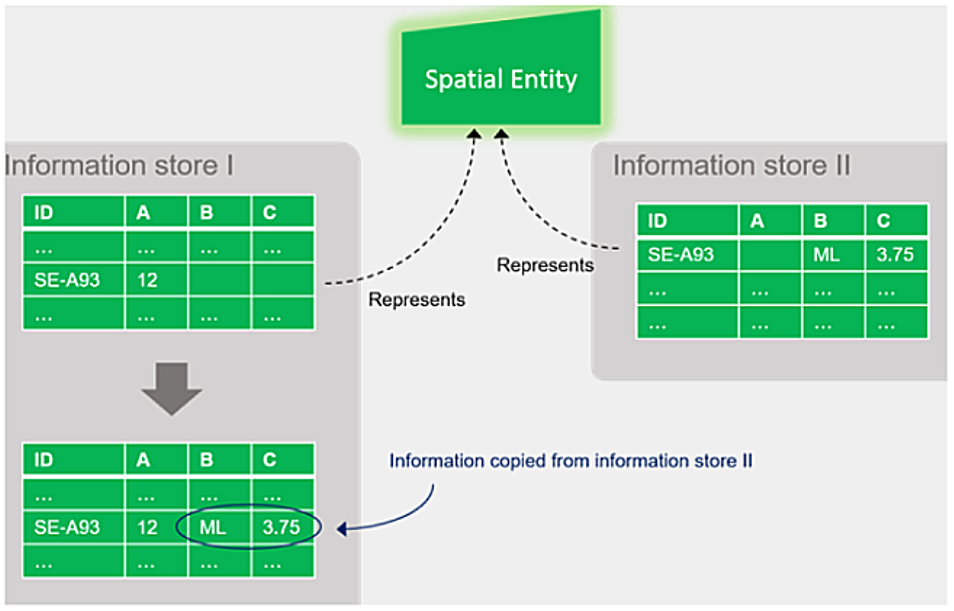 Spatial Entity
Information store I
ID A B C
... ... ... ...
SE-A93 12
... ... ... ...
Represents
Information store II
ID A B C
SE-A93 ML 3.75
... ... ... ...
... ... ... ...
Represents
ID A B C
... ... ... ...
SE-A93 12 ML 3.75
... ... ... ...
Information copied from information store II